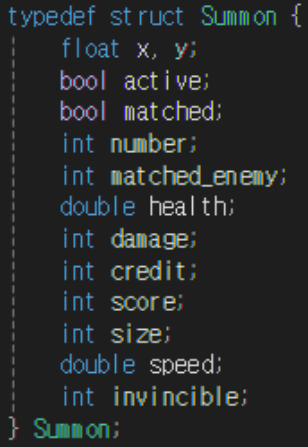 typedef struct Summon {
float x, y;
bool active;
bool matched;
int number;
int matched_enemy;
double health;
int damage;
int credit;
int score;
int size;
double speed;
int invincible;
} Summon;